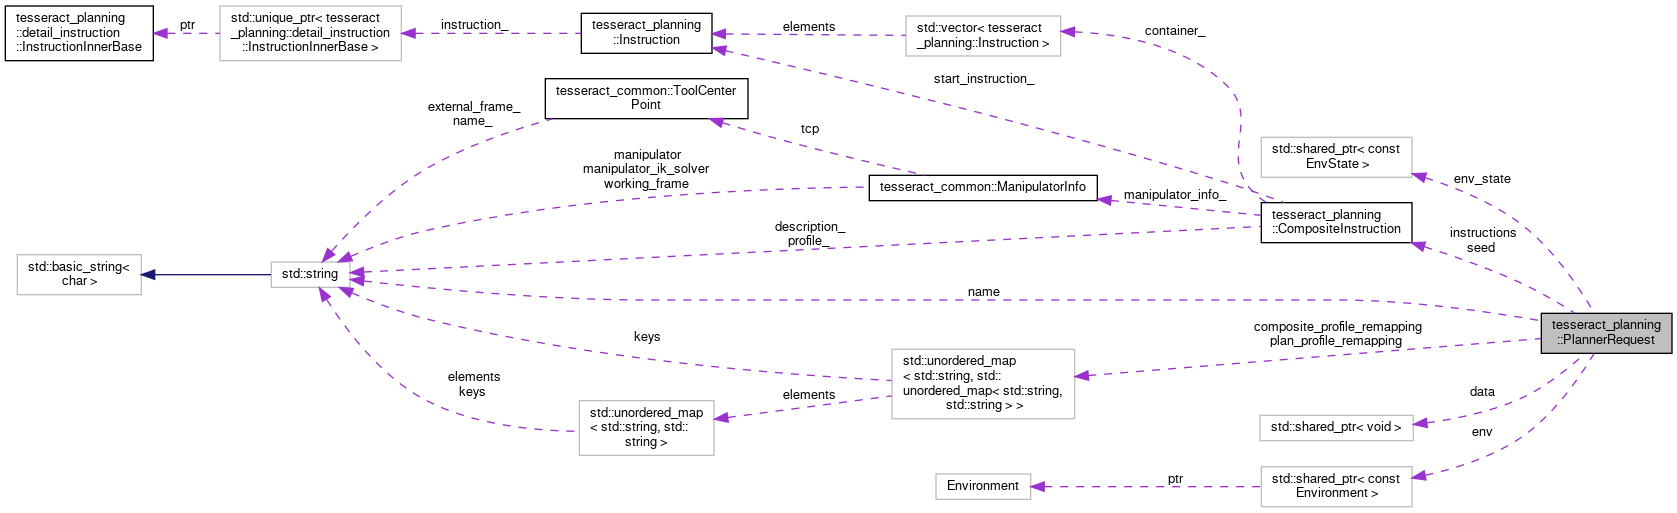 tesseract_planning
::detail_instruction
::InstructionInnerBase
ptr
std::unique_ptr< tesseract
_planning::detail_instruction
::InstructionInnerBase >
instruction_
tesseract_planning
::Instruction
elements
std::vector< tesseract
_planning::Instruction >
container_
start_instruction_
tesseract_common::ToolCenter
Point
external_frame_
name_
tcp
manipulator
manipulator_ik_solver
working_frame
tesseract_common::ManipulatorInfo
manipulator_info_
std::shared_ptr< const
EnvState >
env_state
tesseract_planning
::CompositeInstruction
instructions
seed
description_
profile_
std::basic_string<
char >
std::string
name
tesseract_planning
::PlannerRequest
composite_profile_remapping
plan_profile_remapping
keys
std::unordered_map
< std::string, std::
unordered_map< std::string,
std::string > >
elements
keys
elements
std::unordered_map
< std::string, std::
string >
data
std::shared_ptr< void >
env
Environment
ptr
std::shared_ptr< const
Environment >